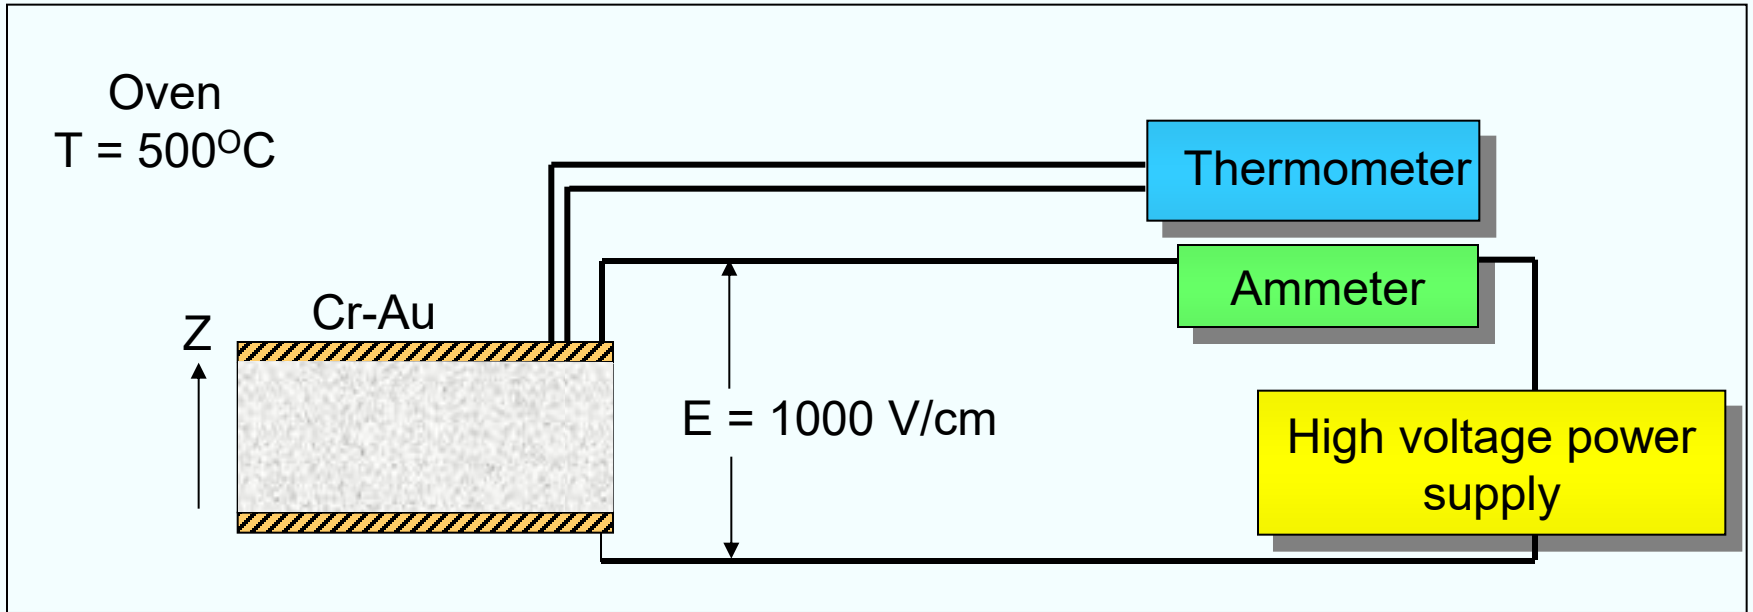 Oven
T = 500ᴼC
Thermometer
Ammeter
Cr-Au
Z
E = 1000 V/cm
High voltage power
supply